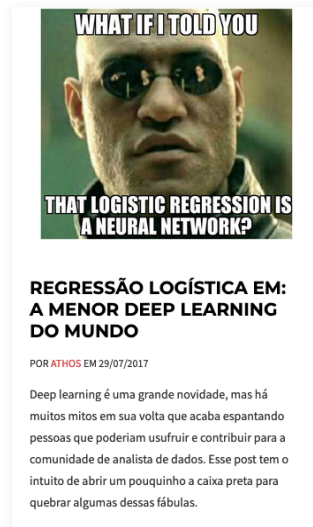 WHAT IF I TOLD YOU
THAT LOGISTIC REGRESSION IS
A NEURAL NETWORK?
REGRESSÃO LOGÍSTICA EM:
A MENOR DEEP LEARNING
DO MUNDO
POR ATHOS EM 29/07/2017
Deep learning é uma grande novidade, mas há
muitos mitos em sua volta que acaba espantando
pessoas que poderiam usufruir e contribuir para a
comunidade de analista de dados. Esse post tem o
intuito de abrir um pouquinho a caixa preta para
quebrar algumas dessas fábulas.